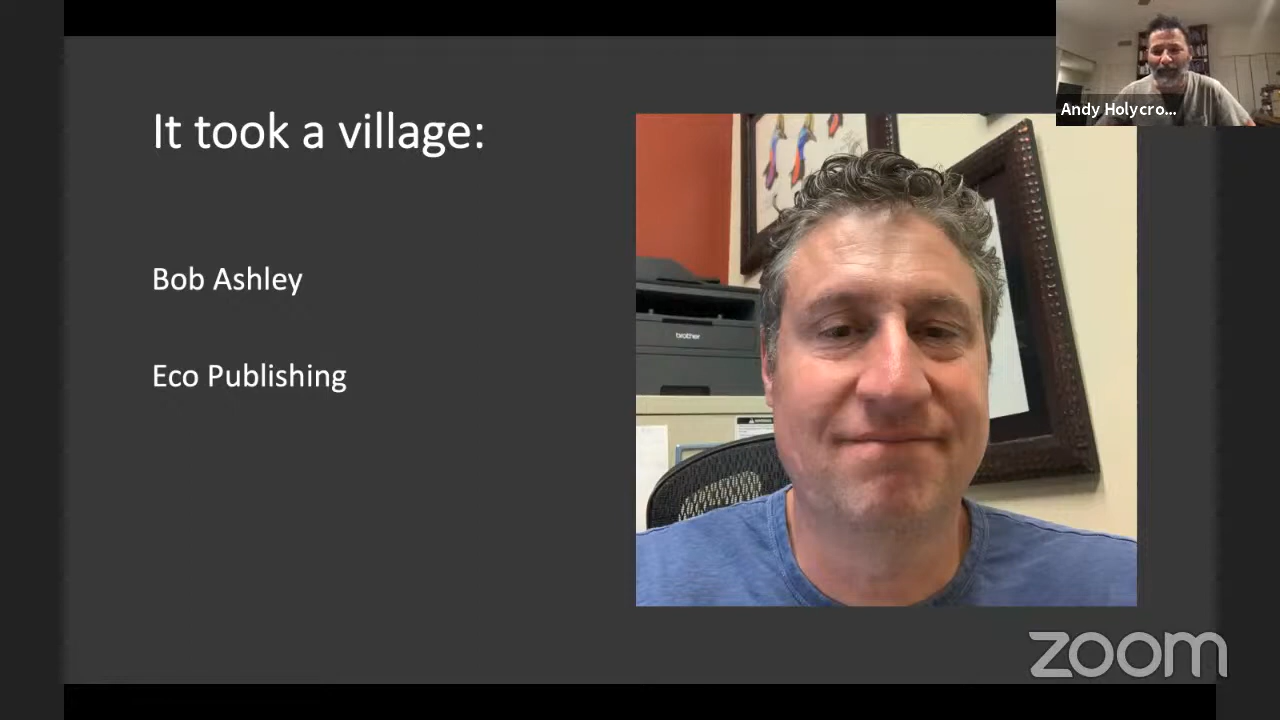 It took a village:
Andy Holycro...
Bob Ashley
brother
Eco Publishing
zoom